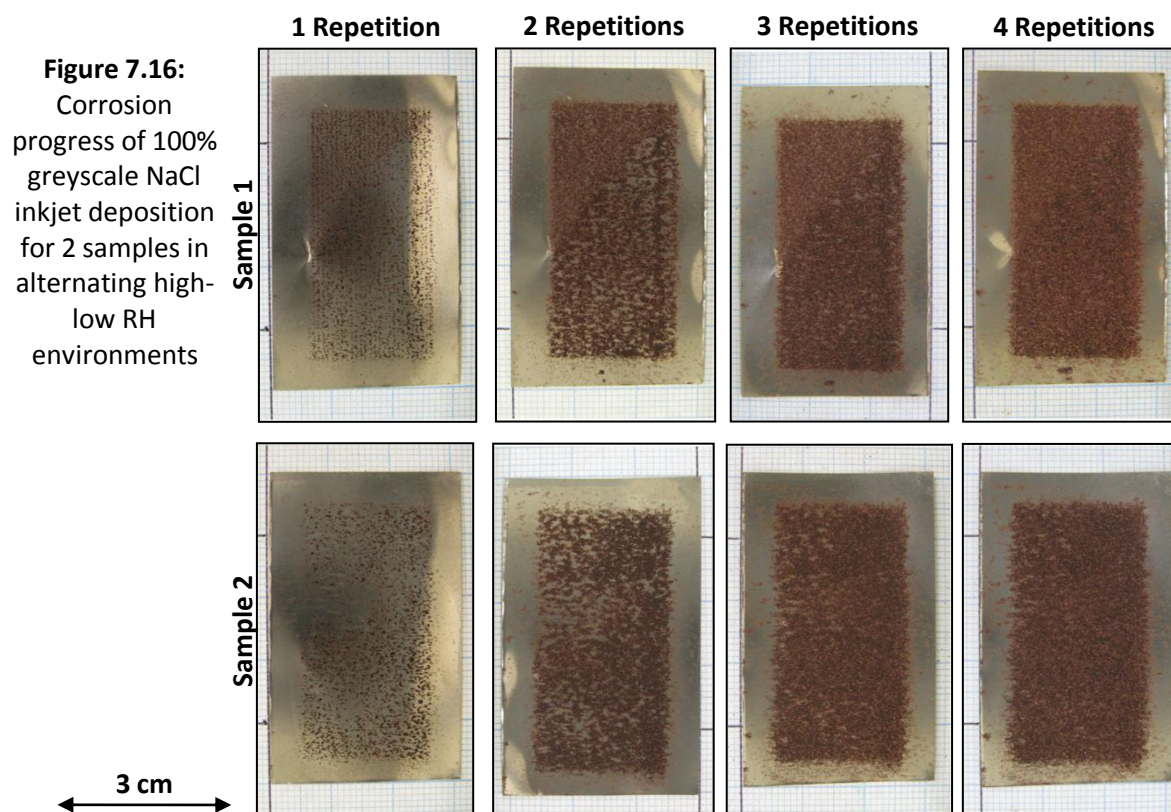 1 Repetition
2 Repetitions
3 Repetitions
4 Repetitions
Figure 7.16:
Corrosion
progress of 100%
greyscale NaCl
inkjet deposition
for 2 samples in
alternating high-
low RH
environments
Sample 1
Sample 2
3 cm